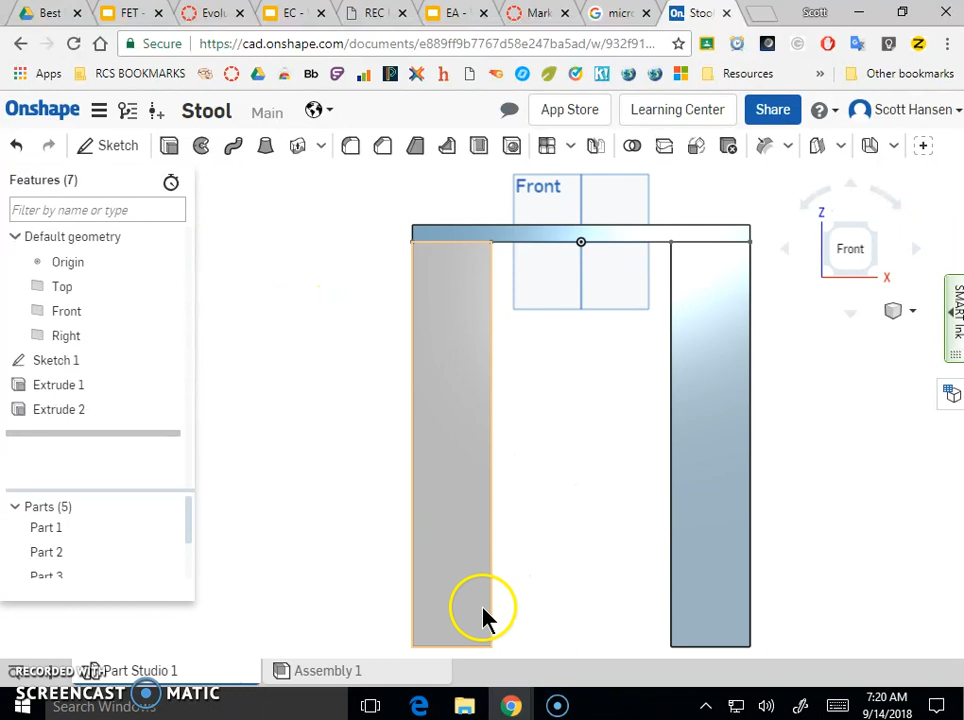 Best
FET -
Evolu
EC -
REC
EA -
Mark
micro
Stool
Scott
Secure
https://cad.onshape.com/documents/e889ff9b7767d58e247ba5ad/w/932f91...
Apps
RCS BOOKMARKS
Bb
Resources
»
Other bookmarks
Onshape
Stool
Main
App Store
Learning Center
Share
Scott Hansen
Sketch
Features (7)
Filter by name or type
Default geometry
Origin
Top
Front
Right
Sketch 1
Extrude 1
Extrude 2
Parts (5)
Part 1
Part 2
Part 3
Front
Z
Front
X
SMART Ink
Part Studio 1
Assembly 1
RECORDED WITH
SCREENCAST MATIC
Search Windows
7:20 AM
9/14/2018